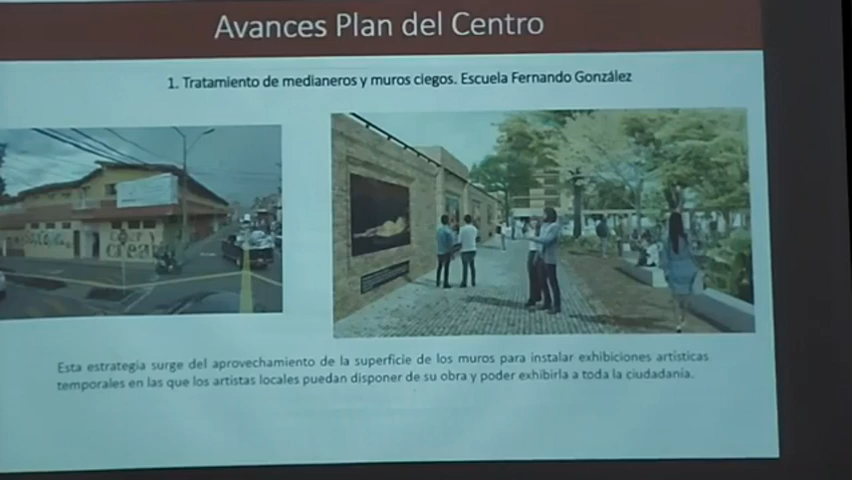 Avances Plan del Centro
1. Tratamiento de medianeros y muros ciegos. Escuela Fernando González
Esta estrategia surge del aprovechamiento de la superficie de los muros para instalar exhibiciones artísticas
temporales en las que los artistas locales puedan disponer de su obra y poder exhibirla a toda la ciudadanía.